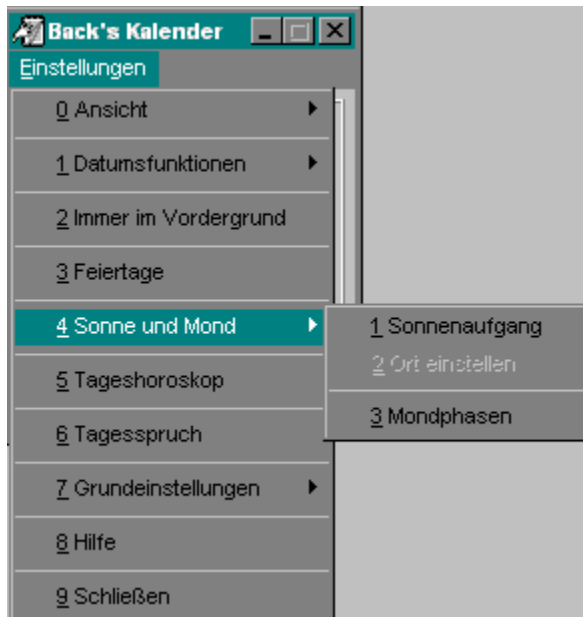 Back's Kalender
Einstellungen
0 Ansicht
1 Datumsfunktionen
2 Immer im Vordergrund
3 Feiertage
4 Sonne und Mond
1 Sonnenaufgang
2 Ort einstellen
3 Mondphasen
5 Tageshoroskop
6 Tagesspruch
7 Grundeinstellungen
8 Hilfe
9 Schließen